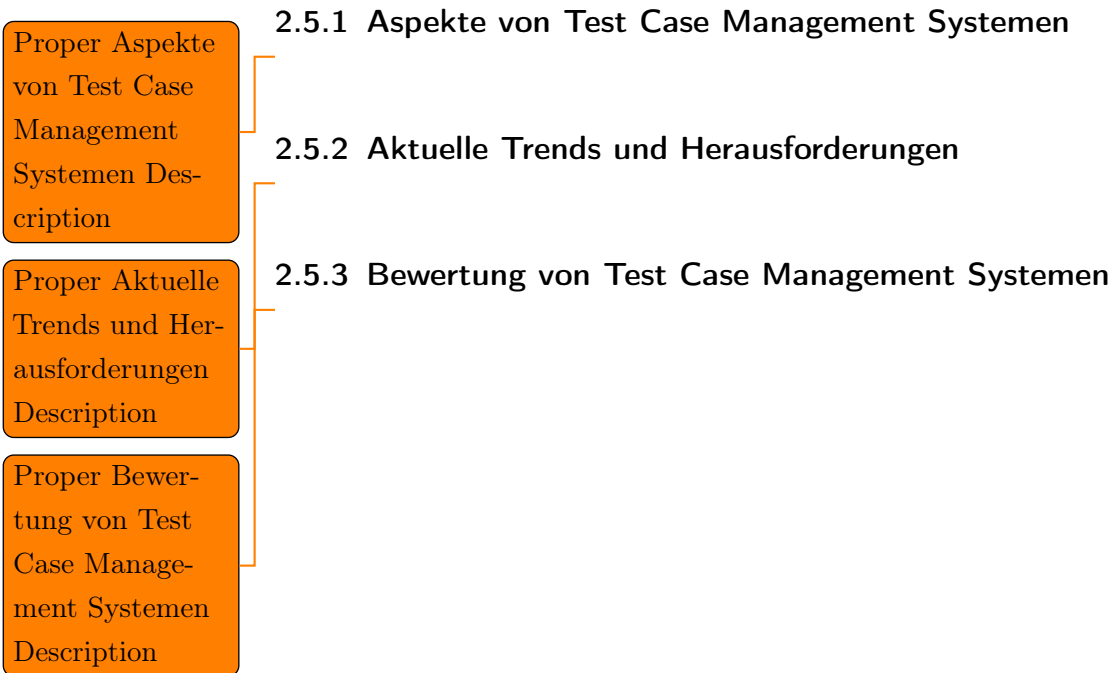 Proper Aspekte
von Test Case
Management
Systemen Des-
cription
2.5.1 Aspekte von Test Case Management Systemen
2.5.2 Aktuelle Trends und Herausforderungen
Proper Aktuelle
Trends und Her-
ausforderungen
Description
2.5.3 Bewertung von Test Case Management Systemen
Proper Bewer-
tung von Test
Case Manage-
ment Systemen
Description